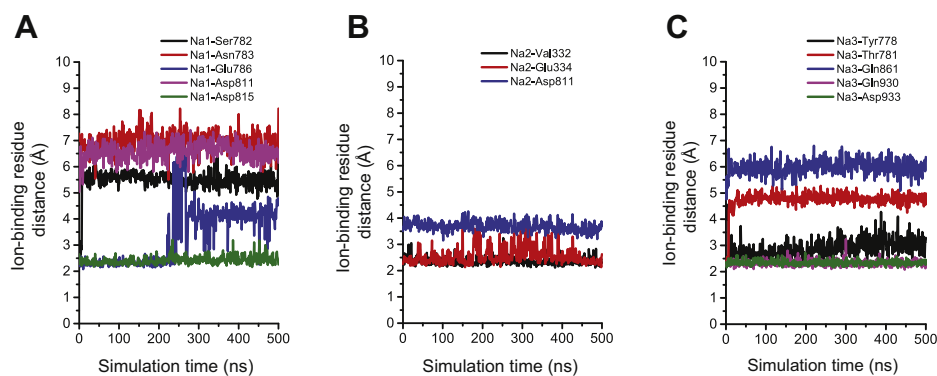 A
Na1-Ser782
Na1-Asn783
Na1-Glu786
Na1-Asp811
Na1-Asp815
Ion-binding residue
distance (Å)
10
9
8
7
6
5
4
3
2
1
0
0 100 200 300 400 500
Simulation time (ns)
B
Na2-Val332
Na2-Glu334
Na2-Asp811
Ion-binding residue
distance (Å)
10
9
8
7
6
5
4
3
2
1
0
0 100 200 300 400 500
Simulation time (ns)
C
Na3-Tyr778
Na3-Thr781
Na3-Gln861
Na3-Gln930
Na3-Asp933
Ion-binding residue
distance (Å)
10
9
8
7
6
5
4
3
2
1
0
0 100 200 300 400 500
Simulation time (ns)